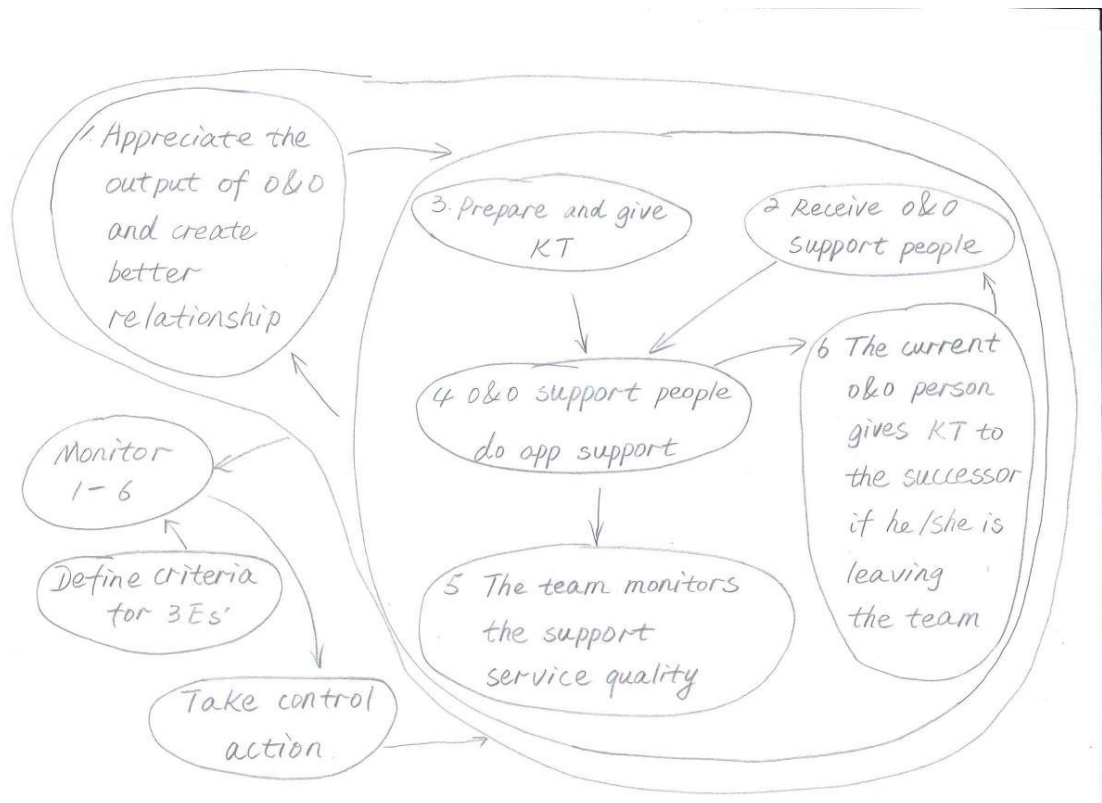 1. Appreciate the
output of O&O
and create
better
relationship
3. Prepare and give
KT
2 Receive O&O
support people
4 O&O support people
do app support
6 The current
O&O person
gives KT to
the successor
if he/she is
leaving
the team
5 The team monitors
the support
service quality
Monitor
1-6
Define criteria
for 3Es'
Take control
action.